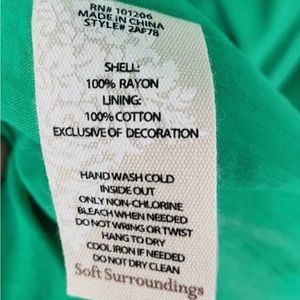 RN# 101206
MADE IN CHINA
STYLE# 2AF78
SHELL:
100% RAYON
LINING:
100% COTTON
EXCLUSIVE OF DECORATION
HAND WASH COLD
INSIDE OUT
ONLY NON-CHLORINE
BLEACH WHEN NEEDED
DO NOT WRING OR TWIST
HANG TO DRY
COOL IRON IF NEEDED
DO NOT DRY CLEAN
Soft Surroundings